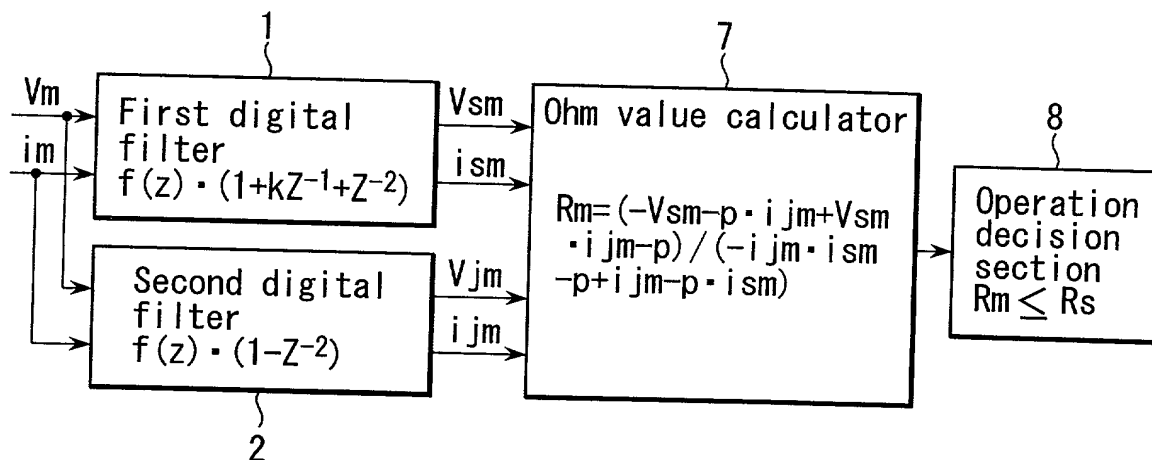 1
Vm
im
First digital
filter
f(z)・(1+kZ⁻¹+Z⁻²)
Vsm
ism
Second digital
filter
f(z)・(1-Z⁻²)
2
Vjm
ijm
7
Ohm value calculator
Rm=(-Vsm-p・ijm+Vsm
・ijm-p)/(-ijm・ism
-p+ijm-p・ism)
8
Operation
decision
section
Rm≦ Rs